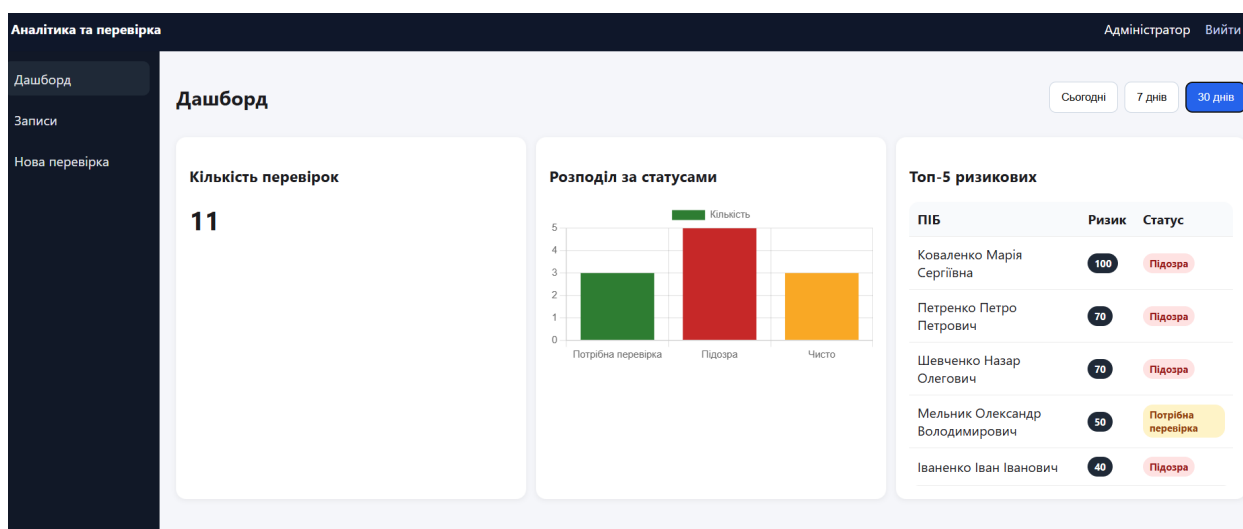 Аналітика та перевірка
Адміністратор Вийти
Дашборд
Записи
Нова перевірка
Дашборд
Сьогодні 7 днів 30 днів
Кількість перевірок
11
Розподіл за статусами
Кількість
5
4
3
2
1
0
Потрібна перевірка Підозра Чисто
Топ-5 ризикових
ПІБ Ризик Статус
Коваленко Марія
Сергіївна
100 Підозра
Петренко Петро
Петрович
70 Підозра
Шевченко Назар
Олегович
70 Підозра
Мельник Олександр
Володимирович
50 Потрібна
перевірка
Іваненко Іван Іванович 40 Підозра